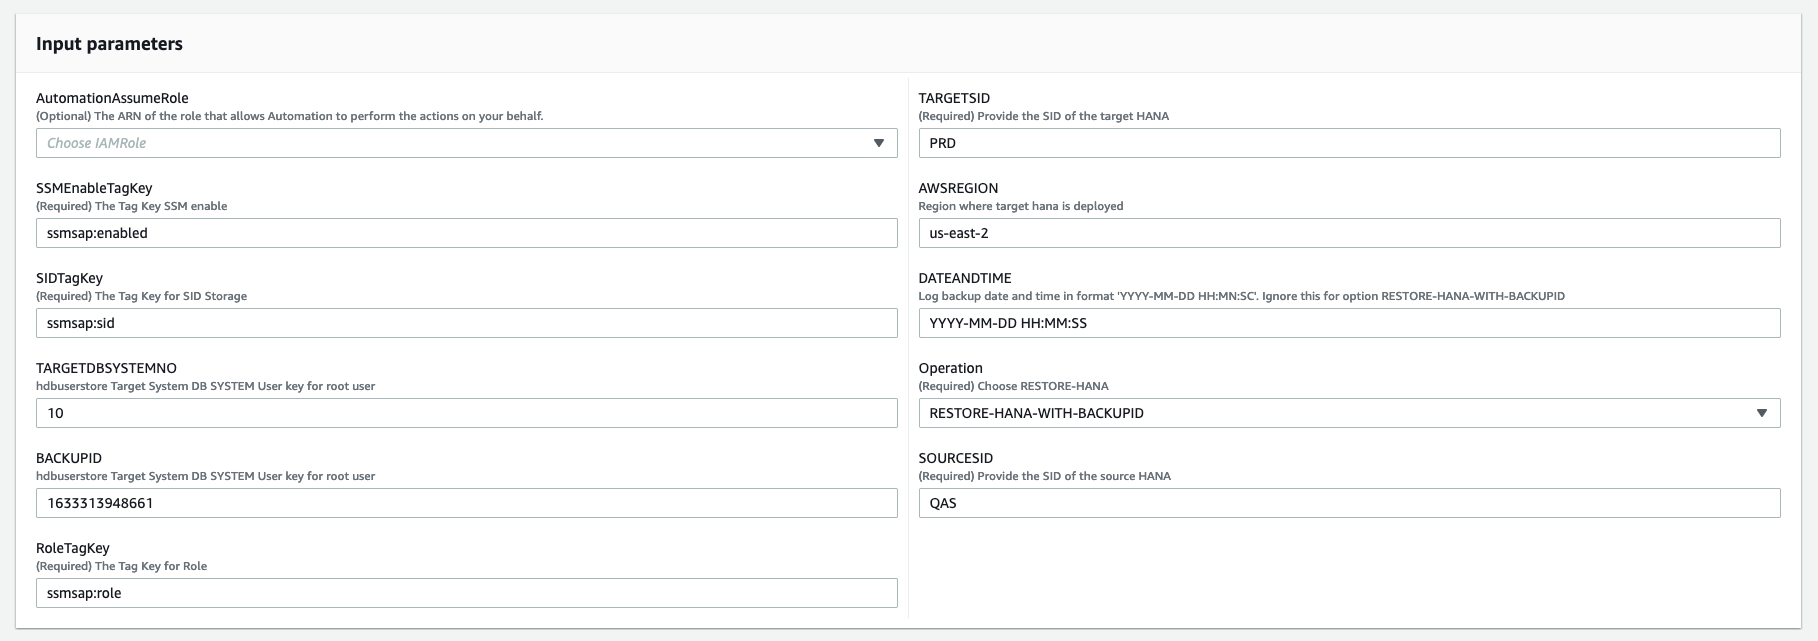 Input parameters
AutomationAssumeRole
(Optional) The ARN of the role that allows Automation to perform the actions on your behalf.
Choose IAMRole
SSMEnableTagKey
(Required) The Tag Key SSM enable
ssmsap:enabled
SIDTagKey
(Required) The Tag Key for SID Storage
ssmsap:sid
TARGETDBSYSTEMNO
hdbuserstore Target System DB SYSTEM User key for root user
10
BACKUPID
hdbuserstore Target System DB SYSTEM User key for root user
1633313948661
RoleTagKey
(Required) The Tag Key for Role
ssmsap:role
TARGETSID
(Required) Provide the SID of the target HANA
PRD
AWSREGION
Region where target hana is deployed
us-east-2
DATEANDTIME
Log backup date and time in format 'YYYY-MM-DD HH:MN:SC'. Ignore this for option RESTORE-HANA-WITH-BACKUPID
YYYY-MM-DD HH:MM:SS
Operation
(Required) Choose RESTORE-HANA
RESTORE-HANA-WITH-BACKUPID
SOURCESID
(Required) Provide the SID of the source HANA
QAS